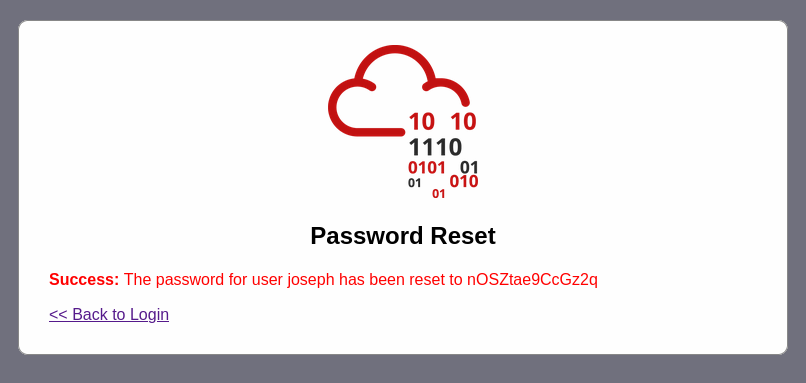 10 10
1110
0101 01
01 010
01
Password Reset
Success: The password for user joseph has been reset to nOSZtae9CcGz2q
<< Back to Login